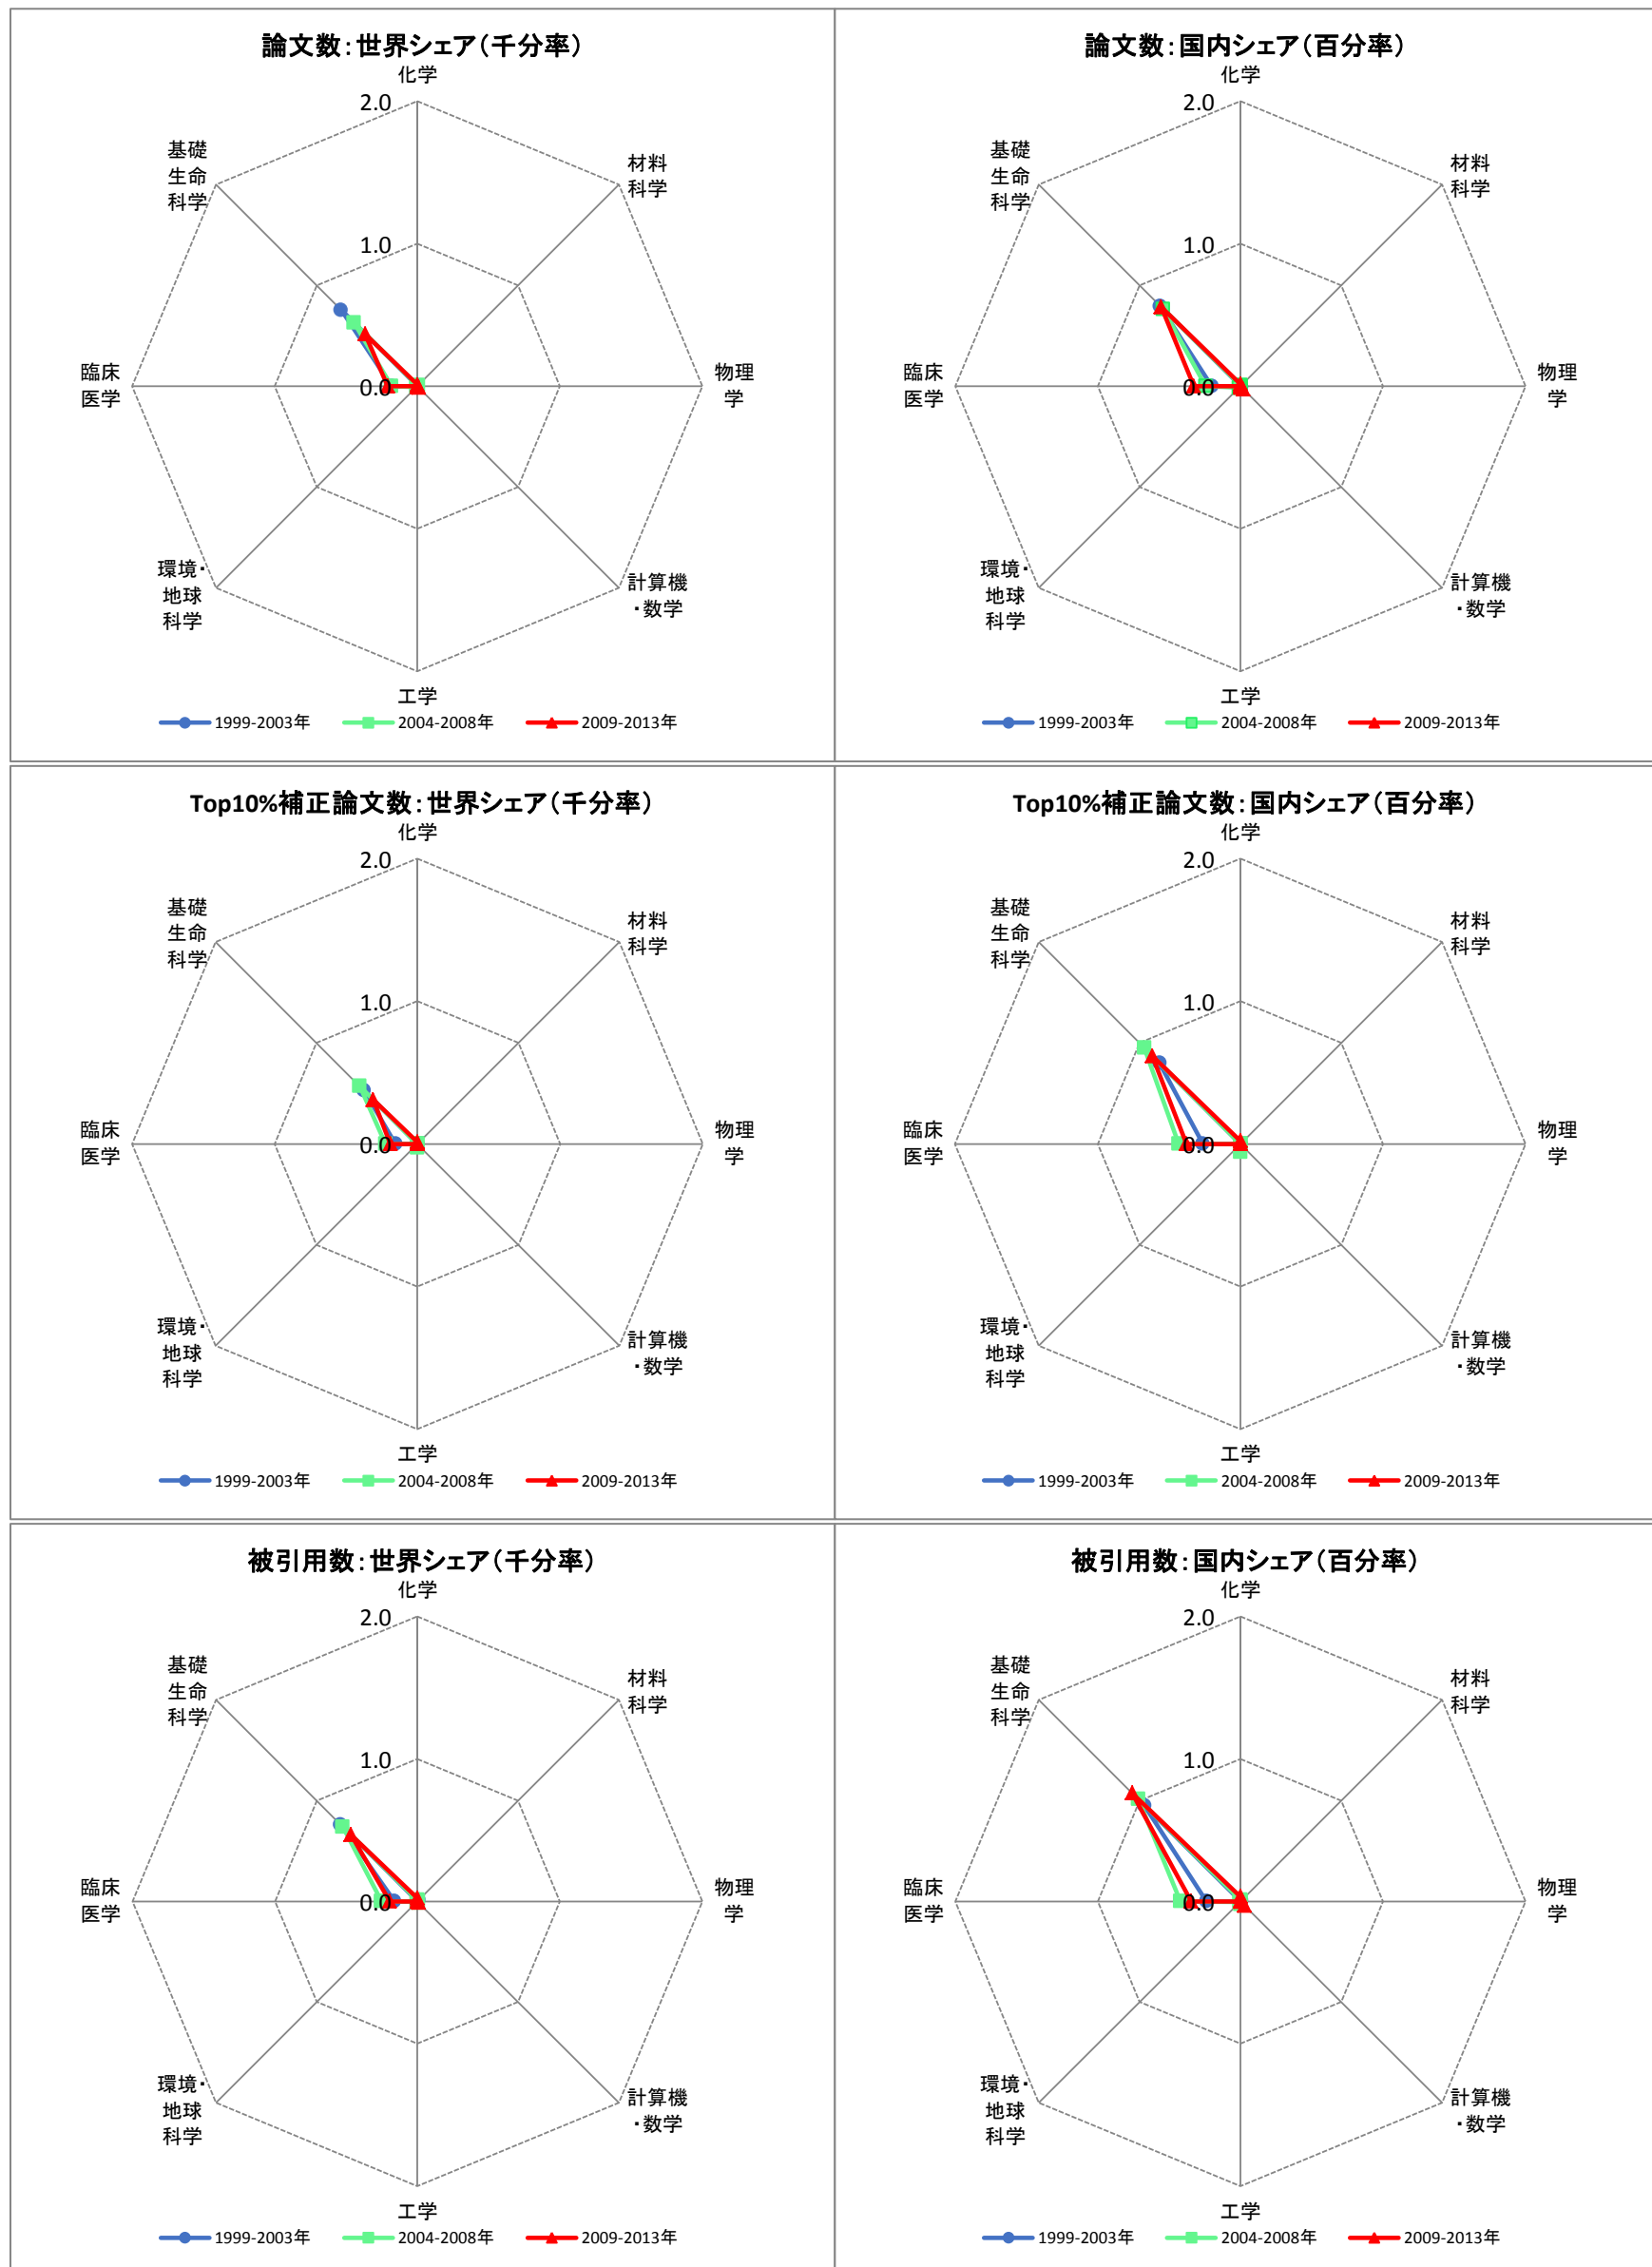 論文数：世界シェア（千分率）
化学
2.0
基礎
生命
科学
材料
科学
1.0
臨床
医学
0.0
物理
学
環境・
地球
科学
計算機
・数学
工学
1999-2003年 2004-2008年 2009-2013年
論文数：国内シェア（百分率）
化学
2.0
基礎
生命
科学
材料
科学
1.0
臨床
医学
0.0
物理
学
環境・
地球
科学
計算機
・数学
工学
1999-2003年 2004-2008年 2009-2013年
Top10%補正論文数：世界シェア（千分率）
化学
2.0
基礎
生命
科学
材料
科学
1.0
臨床
医学
0.0
物理
学
環境・
地球
科学
計算機
・数学
工学
1999-2003年 2004-2008年 2009-2013年
Top10%補正論文数：国内シェア（百分率）
化学
2.0
基礎
生命
科学
材料
科学
1.0
臨床
医学
0.0
物理
学
環境・
地球
科学
計算機
・数学
工学
1999-2003年 2004-2008年 2009-2013年
被引用数：世界シェア（千分率）
化学
2.0
基礎
生命
科学
材料
科学
1.0
臨床
医学
0.0
物理
学
環境・
地球
科学
計算機
・数学
工学
1999-2003年 2004-2008年 2009-2013年
被引用数：国内シェア（百分率）
化学
2.0
基礎
生命
科学
材料
科学
1.0
臨床
医学
0.0
物理
学
環境・
地球
科学
計算機
・数学
工学
1999-2003年 2004-2008年 2009-2013年